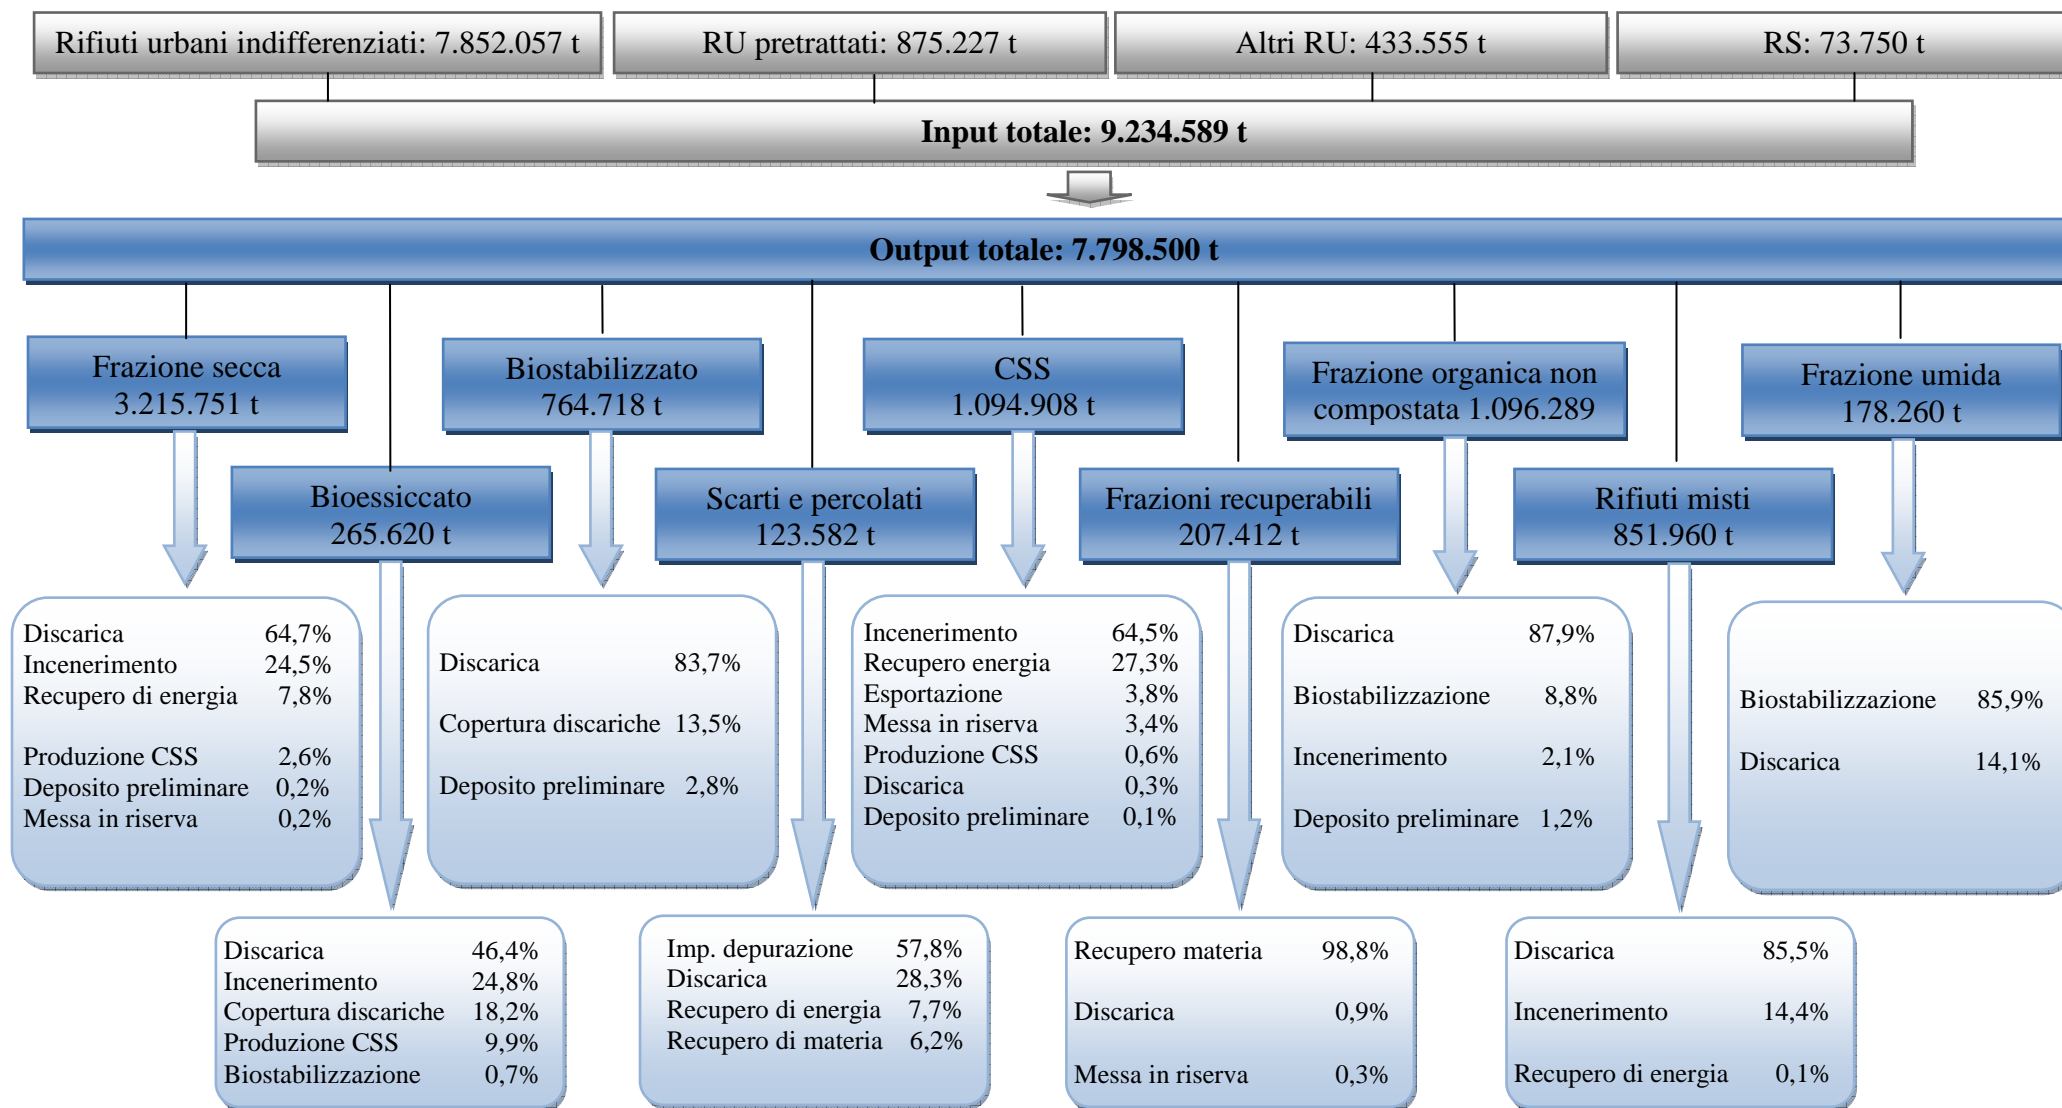 Rifiuti urbani indifferenziati: 7.852.057 t
RU pretrattati: 875.227 t
Altri RU: 433.555 t
RS: 73.750 t
Input totale: 9.234.589 t
Output totale: 7.798.500 t
Frazione secca
3.215.751 t
Biostabilizzato
764.718 t
CSS
1.094.908 t
Frazione organica non
compostata 1.096.289
Frazione umida
178.260 t
Bioessiccato
265.620 t
Scarti e percolati
123.582 t
Frazioni recuperabili
207.412 t
Rifiuti misti
851.960 t
Discarica 64,7%
Incenerimento 24,5%
Recupero di energia 7,8%
Produzione CSS 2,6%
Deposito preliminare 0,2%
Messa in riserva 0,2%
Discarica 83,7%
Copertura discariche 13,5%
Deposito preliminare 2,8%
Incenerimento 64,5%
Recupero energia 27,3%
Esportazione 3,8%
Messa in riserva 3,4%
Produzione CSS 0,6%
Discarica 0,3%
Deposito preliminare 0,1%
Discarica 87,9%
Biostabilizzazione 8,8%
Incenerimento 2,1%
Deposito preliminare 1,2%
Biostabilizzazione 85,9%
Discarica 14,1%
Discarica 46,4%
Incenerimento 24,8%
Copertura discariche 18,2%
Produzione CSS 9,9%
Biostabilizzazione 0,7%
Imp. depurazione 57,8%
Discarica 28,3%
Recupero di energia 7,7%
Recupero di materia 6,2%
Recupero materia 98,8%
Discarica 0,9%
Messa in riserva 0,3%
Discarica 85,5%
Incenerimento 14,4%
Recupero di energia 0,1%